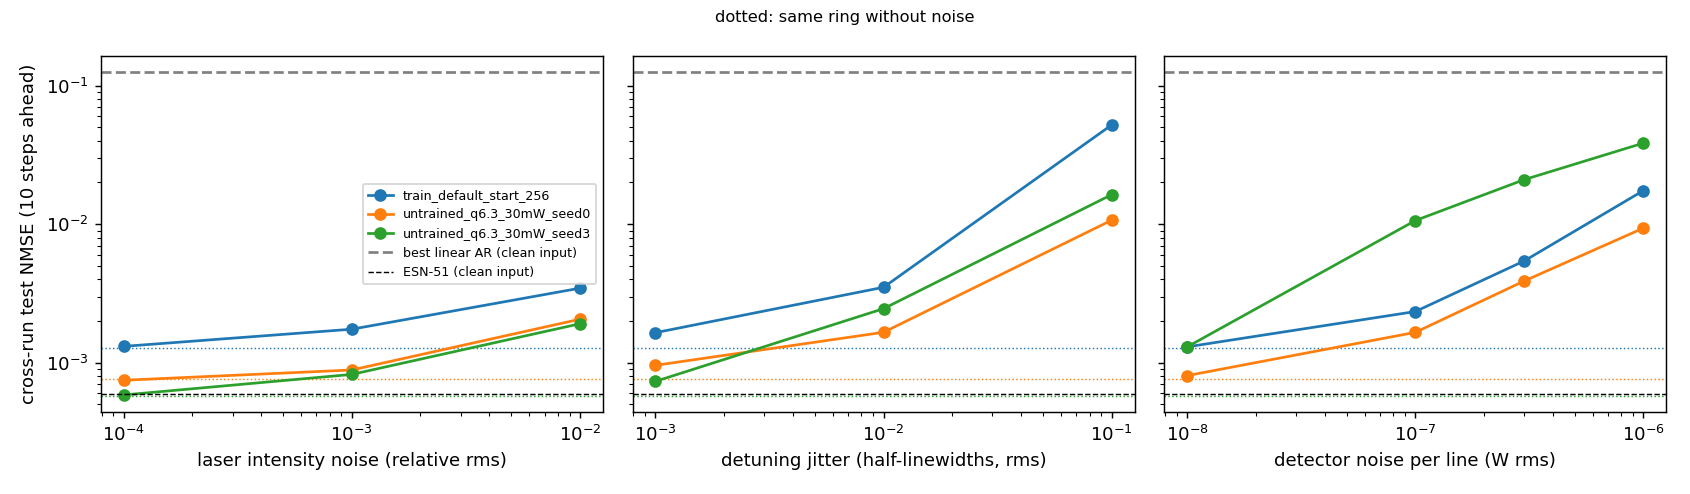 dotted: same ring without noise
cross-run test NMSE (10 steps ahead)
10⁻¹
10⁻²
10⁻³
train_default_start_256
untrained_q6.3_30mW_seed0
untrained_q6.3_30mW_seed3
best linear AR (clean input)
ESN-51 (clean input)
10⁻⁴ 10⁻³ 10⁻²
laser intensity noise (relative rms)
10⁻³ 10⁻² 10⁻¹
detuning jitter (half-linewidths, rms)
10⁻⁸ 10⁻⁷ 10⁻⁶
detector noise per line (W rms)